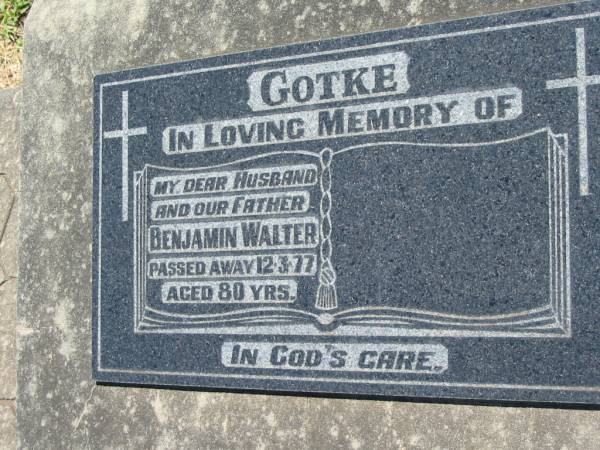 GOTKE
IN LOVING MEMORY OF
MY DEAR HUSBAND
AND OUR FATHER
BENJAMIN WALTER
PASSED AWAY 12-3-77
AGED 80 YRS.
IN GOD'S CARE.